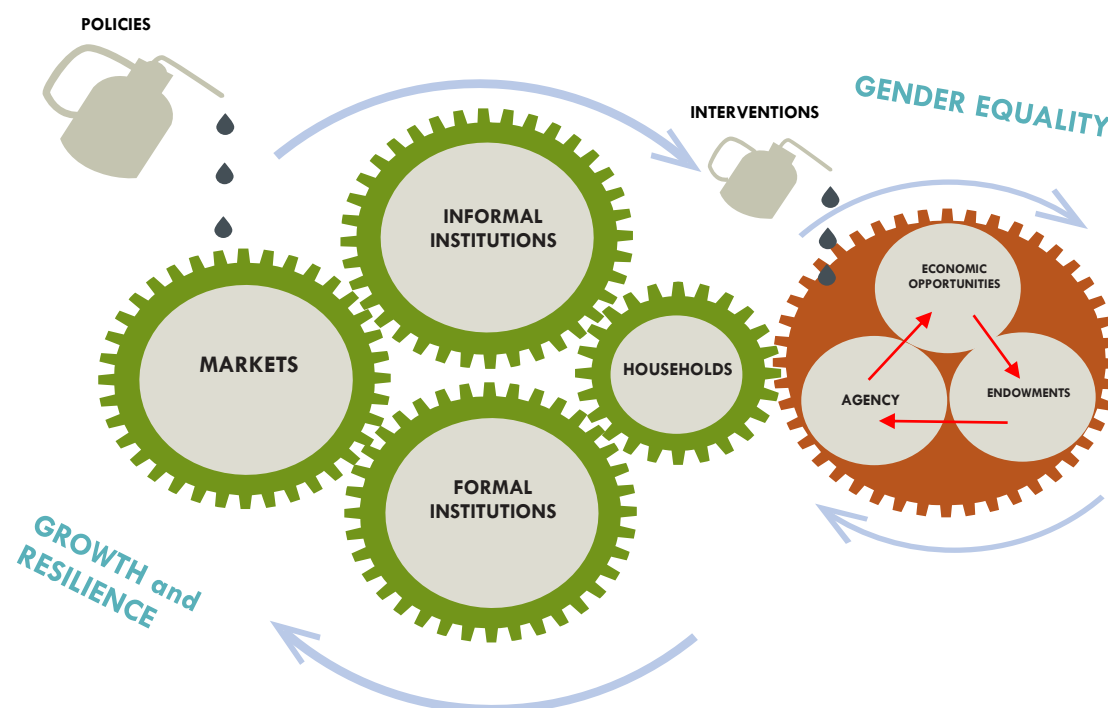 POLICIES
INTERVENTIONS
GENDER EQUALITY
INFORMAL
INSTITUTIONS
ECONOMIC
OPPORTUNITIES
MARKETS
HOUSEHOLDS
AGENCY
ENDOWMENTS
FORMAL
INSTITUTIONS
GROWTH and
RESILIENCE